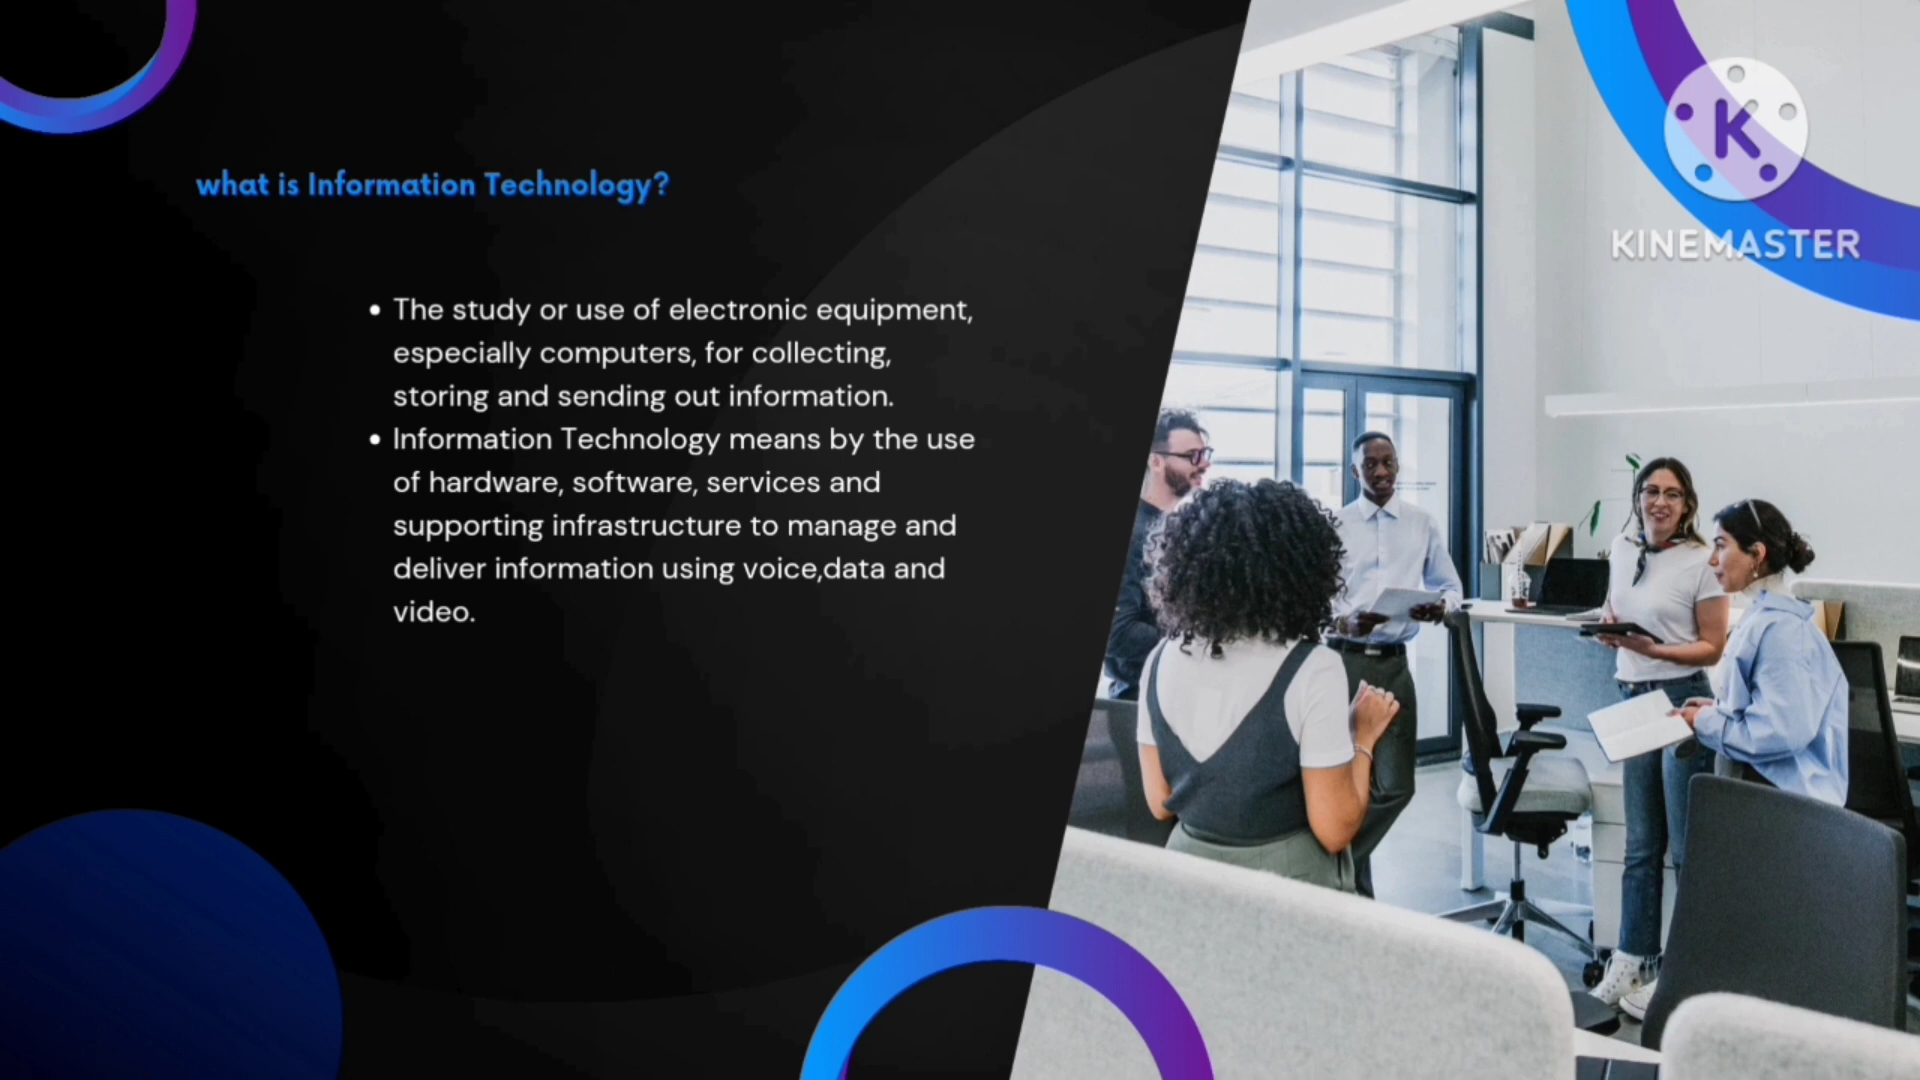 what is Information Technology?
• The study or use of electronic equipment,
especially computers, for collecting,
storing and sending out information.
• Information Technology means by the use
of hardware, software, services and
supporting infrastructure to manage and
deliver information using voice,data and
video.
K
KINEMASTER